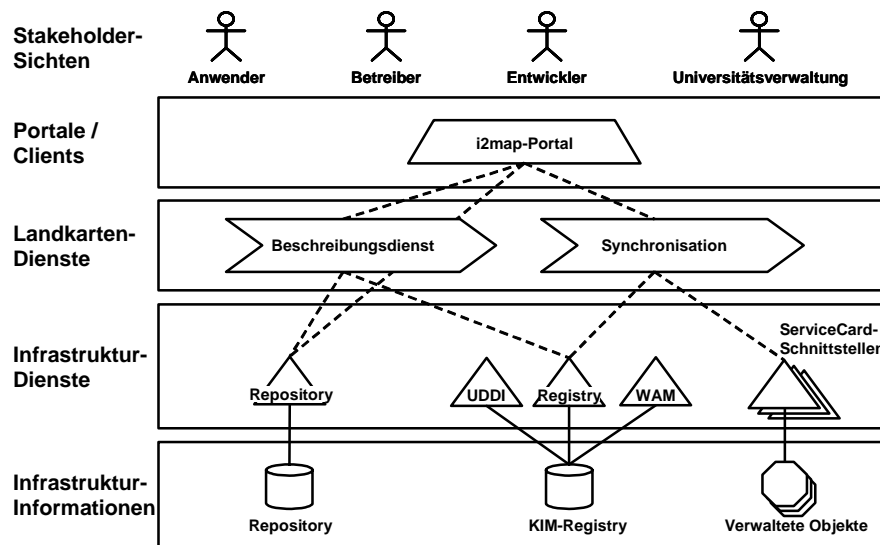 Stakeholder-
Sichten
Anwender
Betreiber
Entwickler
Universitätsverwaltung
Portale /
Clients
i2map-Portal
Landkarten-
Dienste
Beschreibungsdienst
Synchronisation
Infrastruktur-
Dienste
ServiceCard-
Schnittstellen
Repository
UDDI
Registry
WAM
Infrastruktur-
Informationen
Repository
KIM-Registry
Verwaltete Objekte